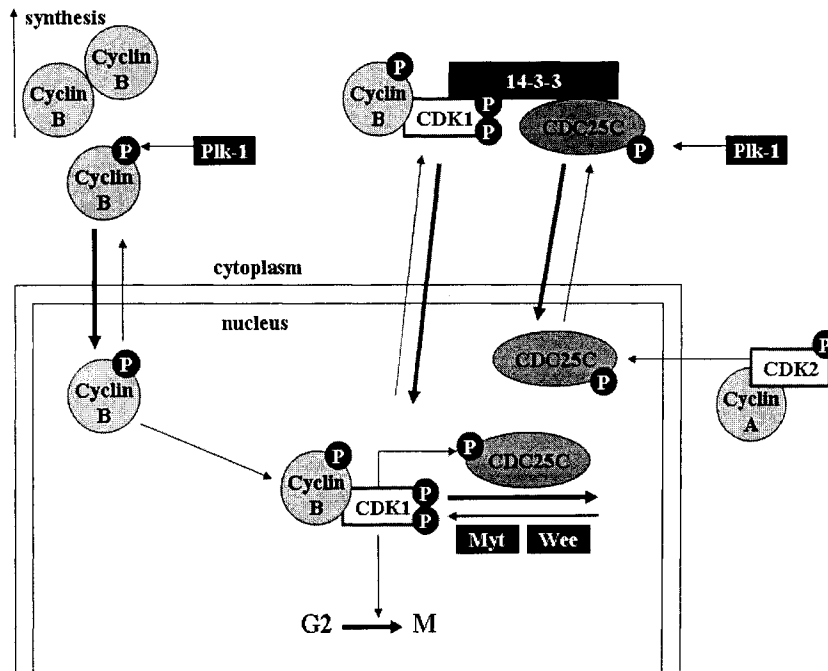 synthesis
Cyclin
B
Cyclin
B
P
Cyclin
B
Plk-1
P
Cyclin
B
CDK1
P
P
14-3-3
CDC25C
P
Plk-1
cytoplasm
nucleus
P
Cyclin
B
CDC25C
P
P
CDK2
Cyclin
A
P
Cyclin
B
CDK1
P
P
P
CDC25C
Myt
Wee
G2
M